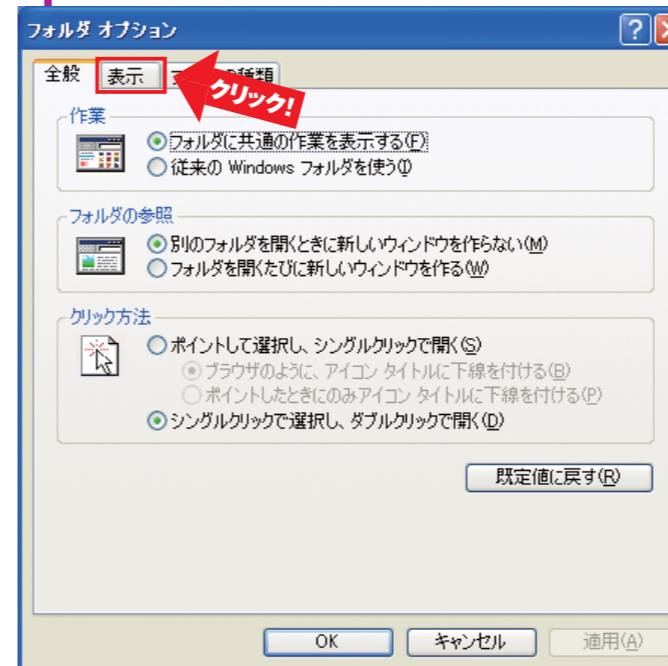 フォルダ オプション
全般 表示 の種類
クリック!
作業
フォルダに共通の作業を表示する(F)
従来の Windows フォルダを使う(I)
フォルダの参照
別のフォルダを開くときに新しいウィンドウを作らない(M)
フォルダを開くたびに新しいウィンドウを作る(W)
クリック方法
ポイントして選択し、シングルクリックで開く(S)
ブラウザのように、アイコン タイトルに下線を付ける(B)
ポイントしたときにのみアイコン タイトルに下線を付ける(P)
シングルクリックで選択し、ダブルクリックで開く(D)
既定値に戻す(R)
OK キャンセル 適用(A)